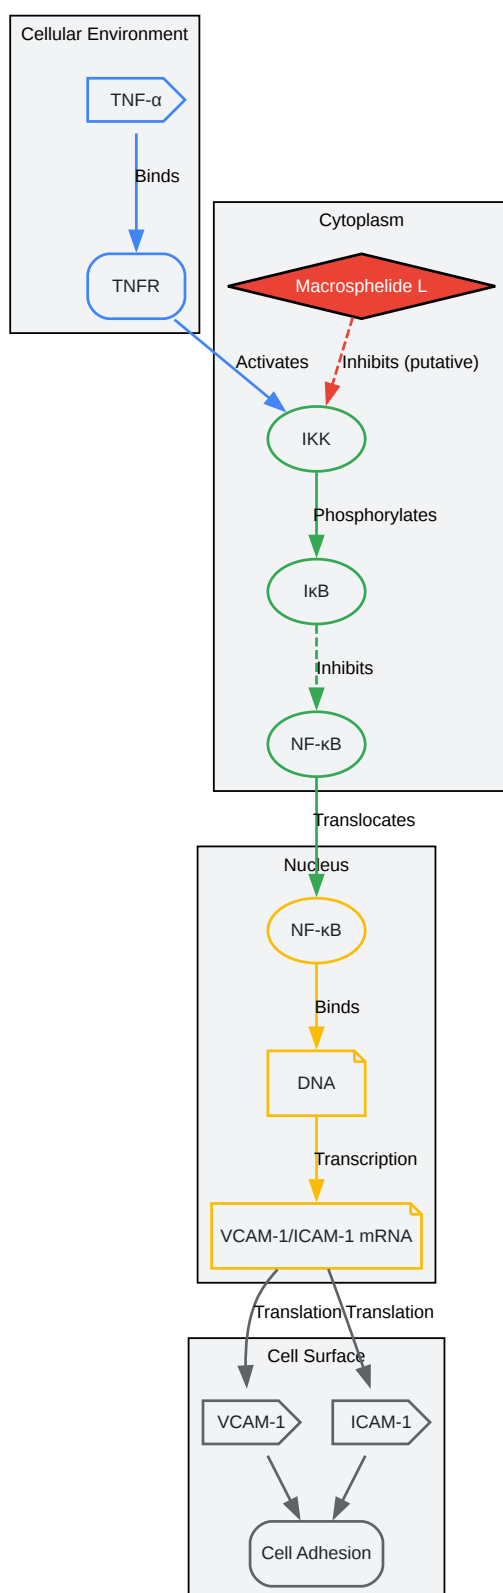 Cellular Environment
TNF-α
Binds
TNFR
Cytoplasm
Macrosphelide L
Activates
Inhibits (putative)
IKK
Phosphorylates
IκB
Inhibits
NF-κB
Translocates
Nucleus
NF-κB
Binds
DNA
Transcription
VCAM-1/ICAM-1 mRNA
Translation
Translation
Cell Surface
VCAM-1
ICAM-1
Cell Adhesion